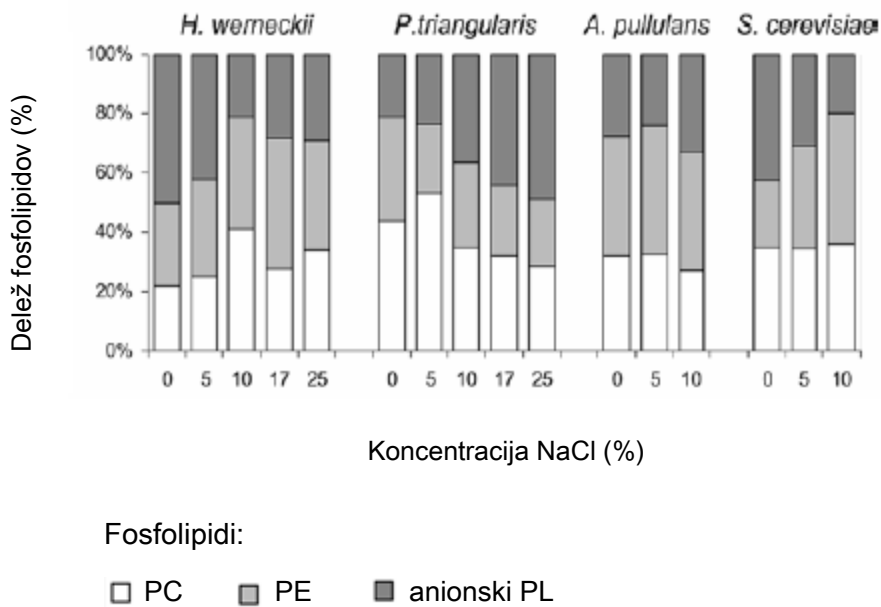 H. werneckii P.triangularis A. pullulans S. cerevisiae
Delež fosfolipidov (%)
100%
80%
60%
40%
20%
0%
0 5 10 17 25 0 5 10 17 25 0 5 10 0 5 10
Koncentracija NaCl (%)
Fosfolipidi:
PC PE anionski PL